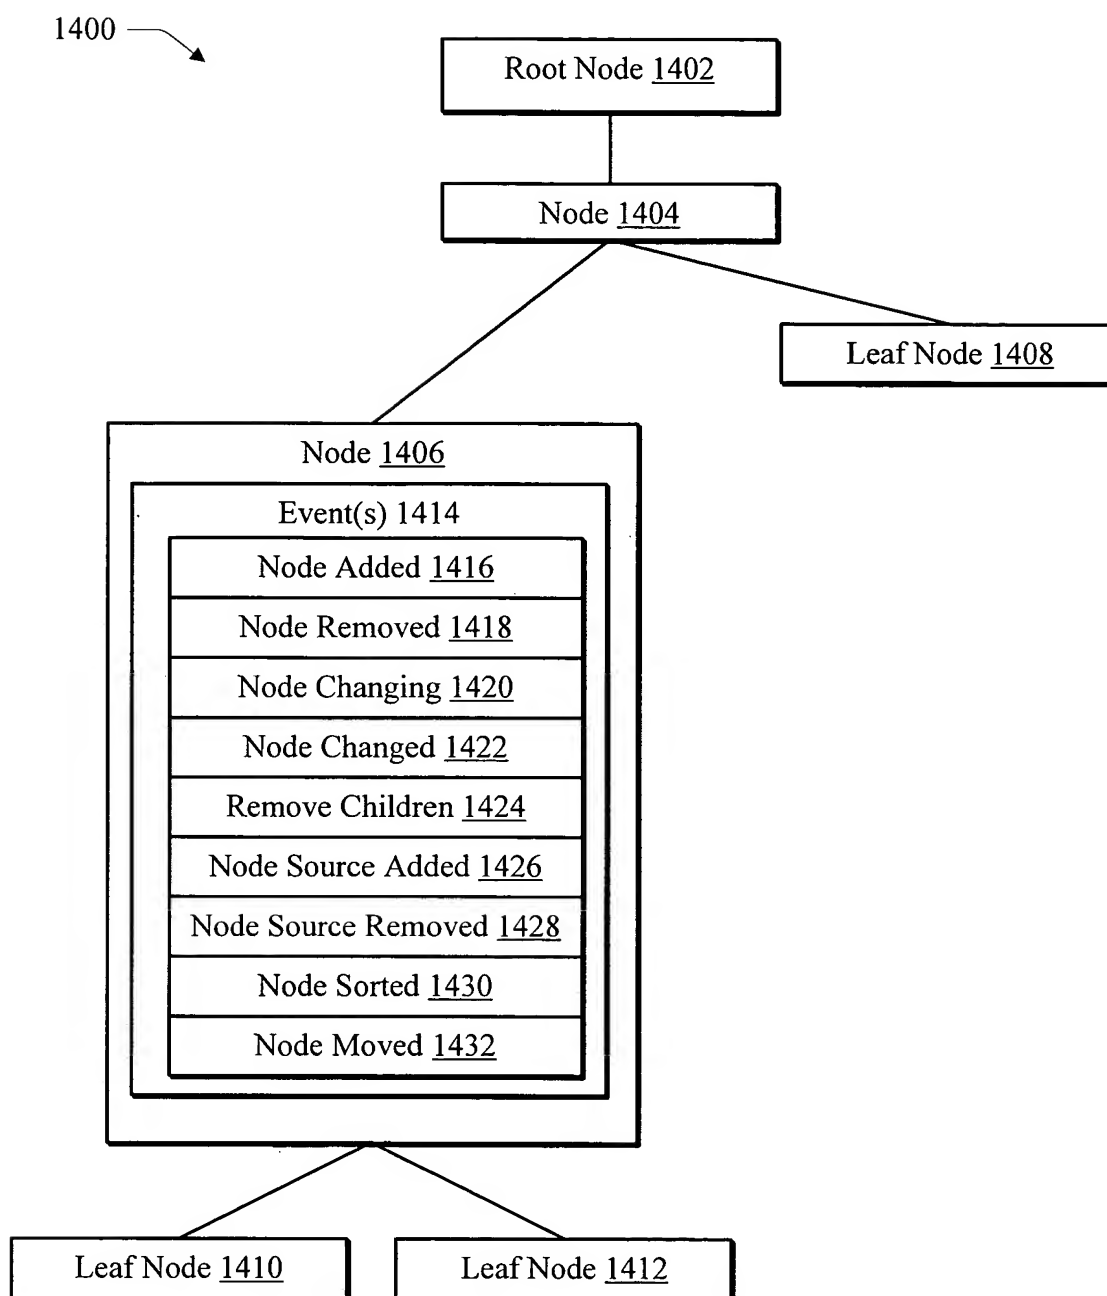 1400
Root Node 1402
Node 1404
Leaf Node 1408
Node 1406
Event(s) 1414
Node Added 1416
Node Removed 1418
Node Changing 1420
Node Changed 1422
Remove Children 1424
Node Source Added 1426
Node Source Removed 1428
Node Sorted 1430
Node Moved 1432
Leaf Node 1410
Leaf Node 1412